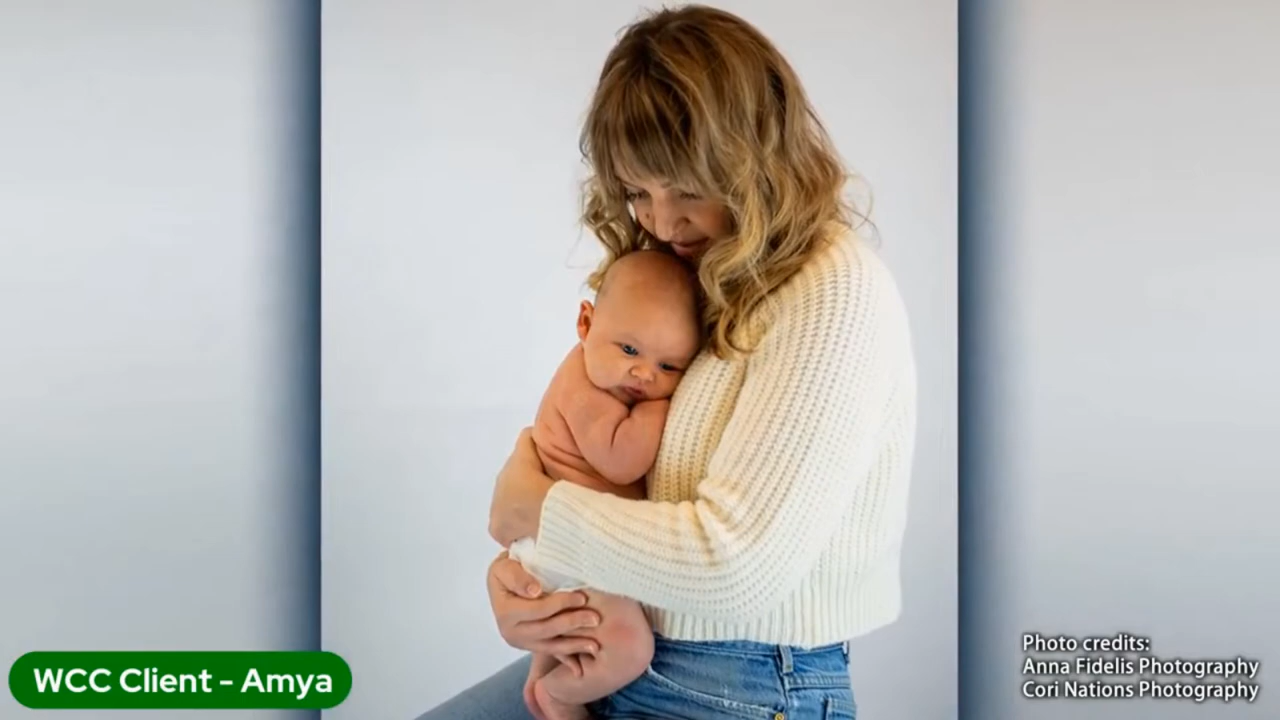 WCC Client - Amya
Photo credits:
Anna Fidelis Photography
Cori Nations Photography